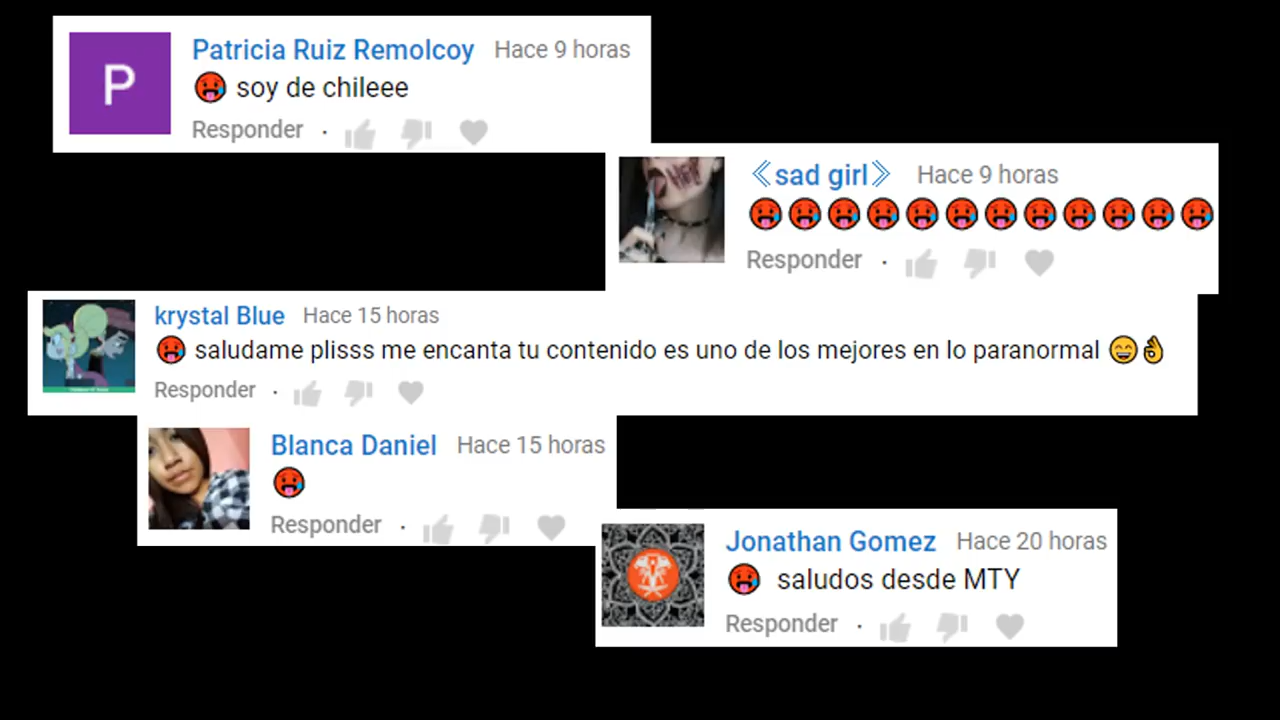 P
Patricia Ruiz Remolcoy Hace 9 horas
🥵 soy de chileee
Responder ·
《sad girl》 Hace 9 horas
🥵🥵🥵🥵🥵🥵🥵🥵🥵🥵🥵🥵
Responder ·
krystal Blue Hace 15 horas
🥵 saludame plisss me encanta tu contenido es uno de los mejores en lo paranormal 😄👌
Responder ·
Blanca Daniel Hace 15 horas
🥵
Responder ·
Jonathan Gomez Hace 20 horas
🥵 saludos desde MTY
Responder ·